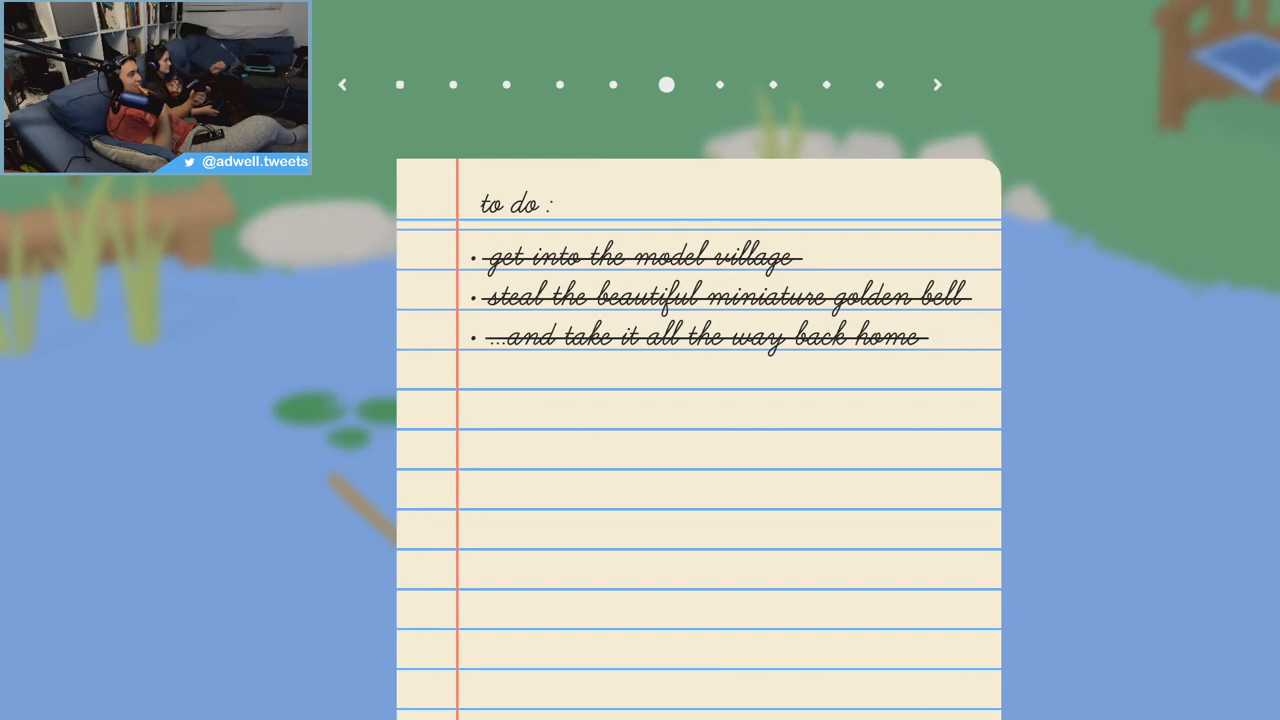 @adwell.tweets
to do :
• get into the model village
• steal the beautiful miniature golden bell
• ...and take it all the way back home